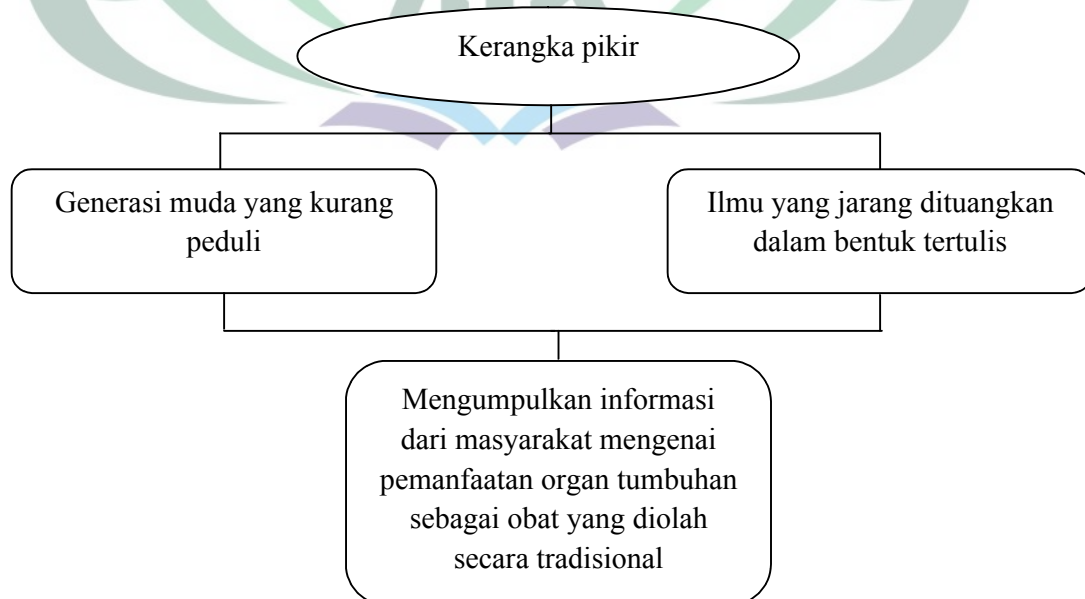 Kerangka pikir
Generasi muda yang kurang
peduli
Ilmu yang jarang dituangkan
dalam bentuk tertulis
Mengumpulkan informasi
dari masyarakat mengenai
pemanfaatan organ tumbuhan
sebagai obat yang diolah
secara tradisional